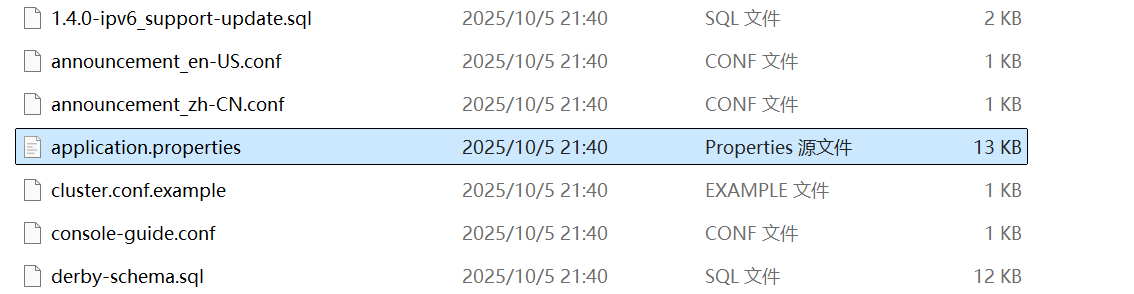 1.4.0-ipv6_support-update.sql 2025/10/5 21:40 SQL 文件 2 KB
announcement_en-US.conf 2025/10/5 21:40 CONF 文件 1 KB
announcement_zh-CN.conf 2025/10/5 21:40 CONF 文件 1 KB
application.properties 2025/10/5 21:40 Properties 源文件 13 KB
cluster.conf.example 2025/10/5 21:40 EXAMPLE 文件 1 KB
console-guide.conf 2025/10/5 21:40 CONF 文件 1 KB
derby-schema.sql 2025/10/5 21:40 SQL 文件 12 KB